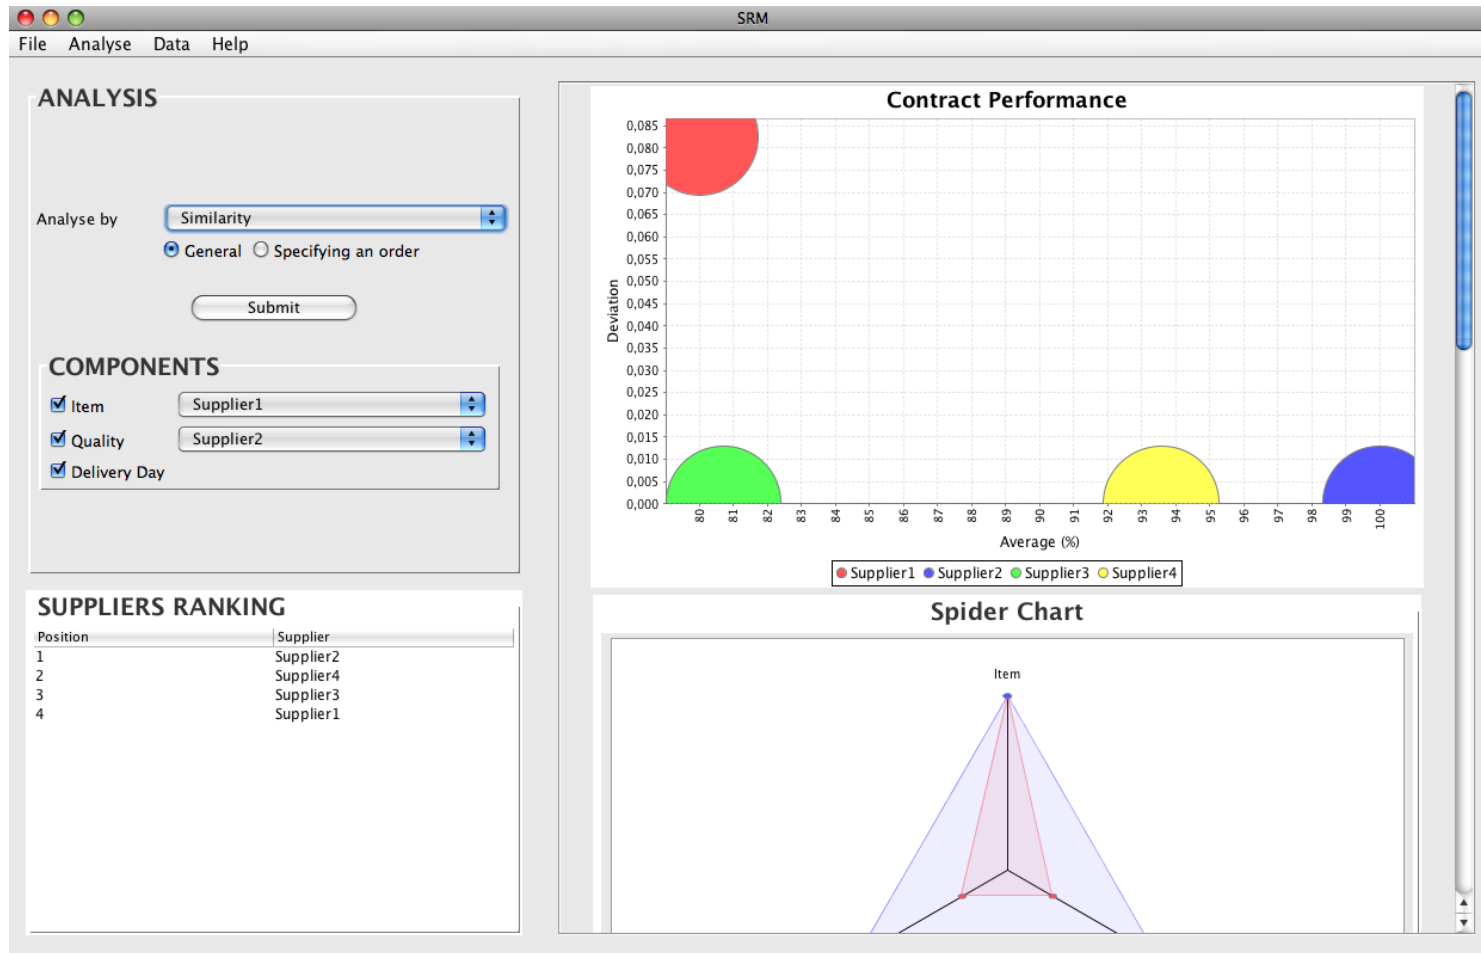 SRM
File Analyse Data Help
ANALYSIS
Analyse by Similarity
General Specifying an order
Submit
COMPONENTS
Item Supplier1
Quality Supplier2
Delivery Day
SUPPLIERS RANKING
Position Supplier
1 Supplier2
2 Supplier4
3 Supplier3
4 Supplier1
Contract Performance
Deviation
0,085
0,080
0,075
0,070
0,065
0,060
0,055
0,050
0,045
0,040
0,035
0,030
0,025
0,020
0,015
0,010
0,005
0,000
80 81 82 83 84 85 86 87 88 89 90 91 92 93 94 95 96 97 98 99 100
Average (%)
Supplier1 Supplier2 Supplier3 Supplier4
Spider Chart
Item